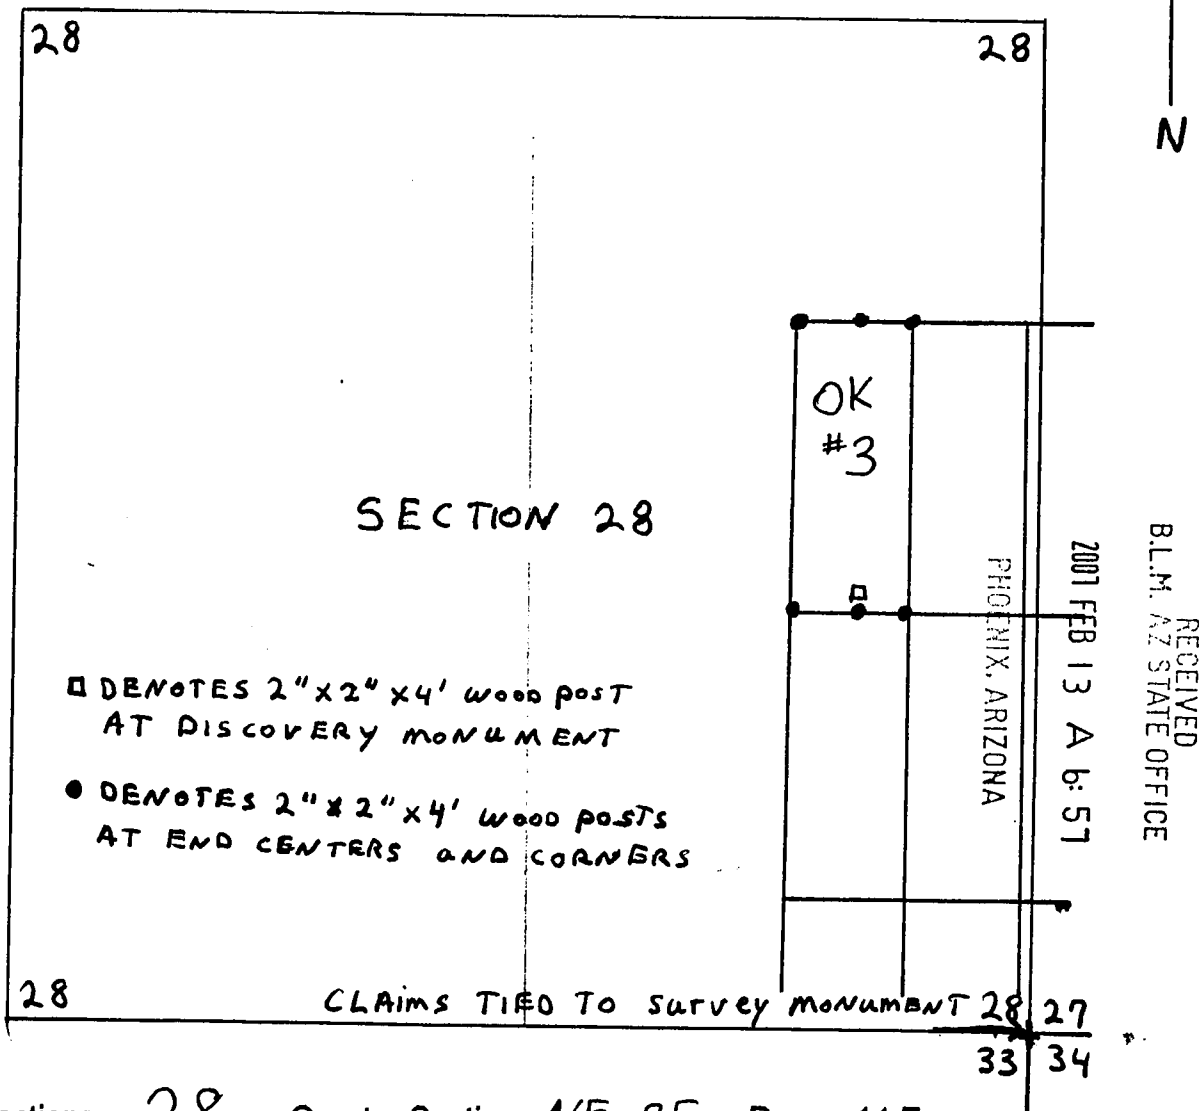 28
28
N
OK
#3
SECTION 28
RECEIVED
B.L.M. AZ STATE OFFICE
2007 FEB 13 A 6:57
PHOENIX, ARIZONA
□ DENOTES 2"x2"x4' wood post
AT DISCOVERY MONUMENT
● DENOTES 2"x2"x4' wood posts
AT END CENTERS AND CORNERS
28
CLAims TIED TO survey MONUMENT 28 27
33 34
28